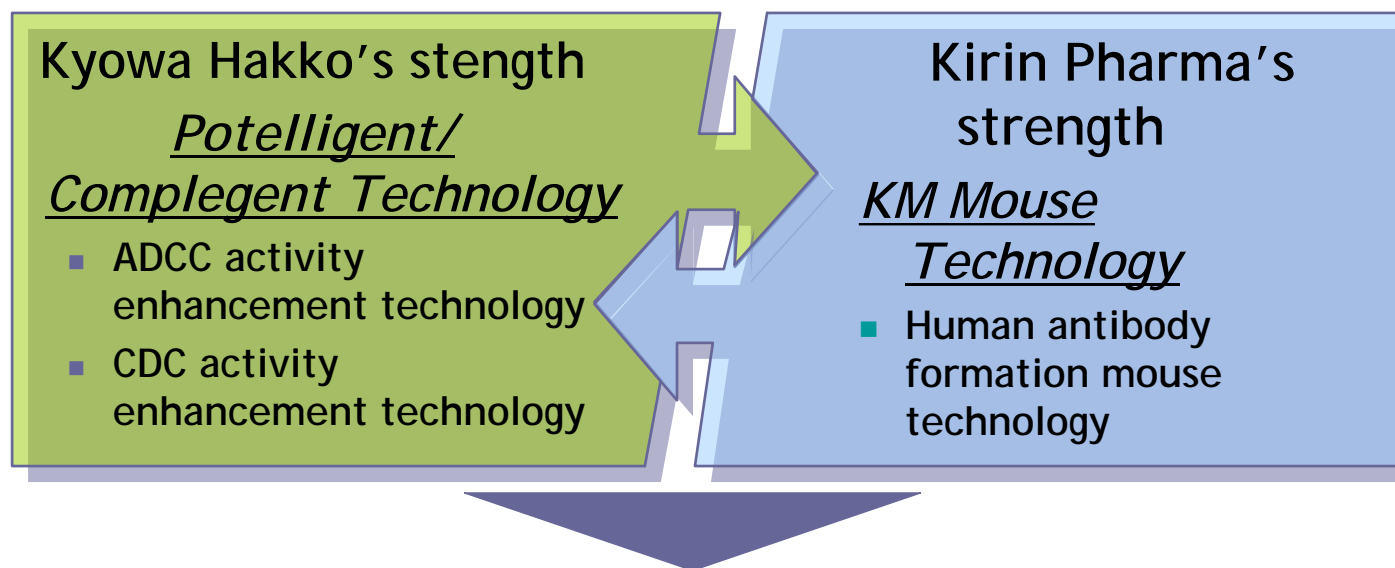 Kyowa Hakko's stength
Potelligent/
Complegent Technology
ADCC activity
enhancement technology
CDC activity
enhancement technology
Kirin Pharma's
strength
KM Mouse
Technology
Human antibody
formation mouse
technology